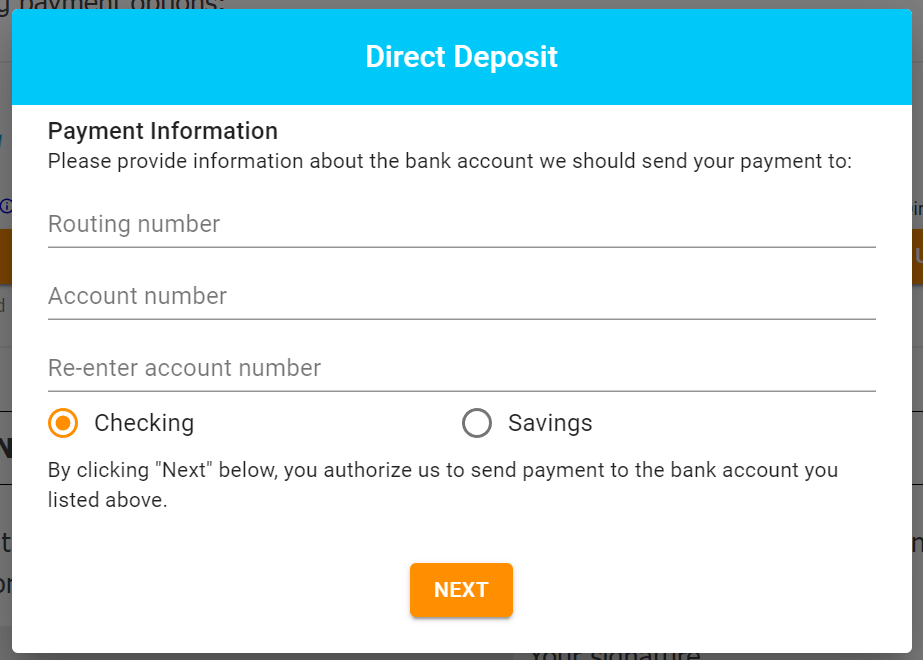 payment options:
Direct Deposit
Payment Information
Please provide information about the bank account we should send your payment to:
Routing number
Account number
Re-enter account number
Checking
Savings
By clicking "Next" below, you authorize us to send payment to the bank account you
listed above.
NEXT
Your signature